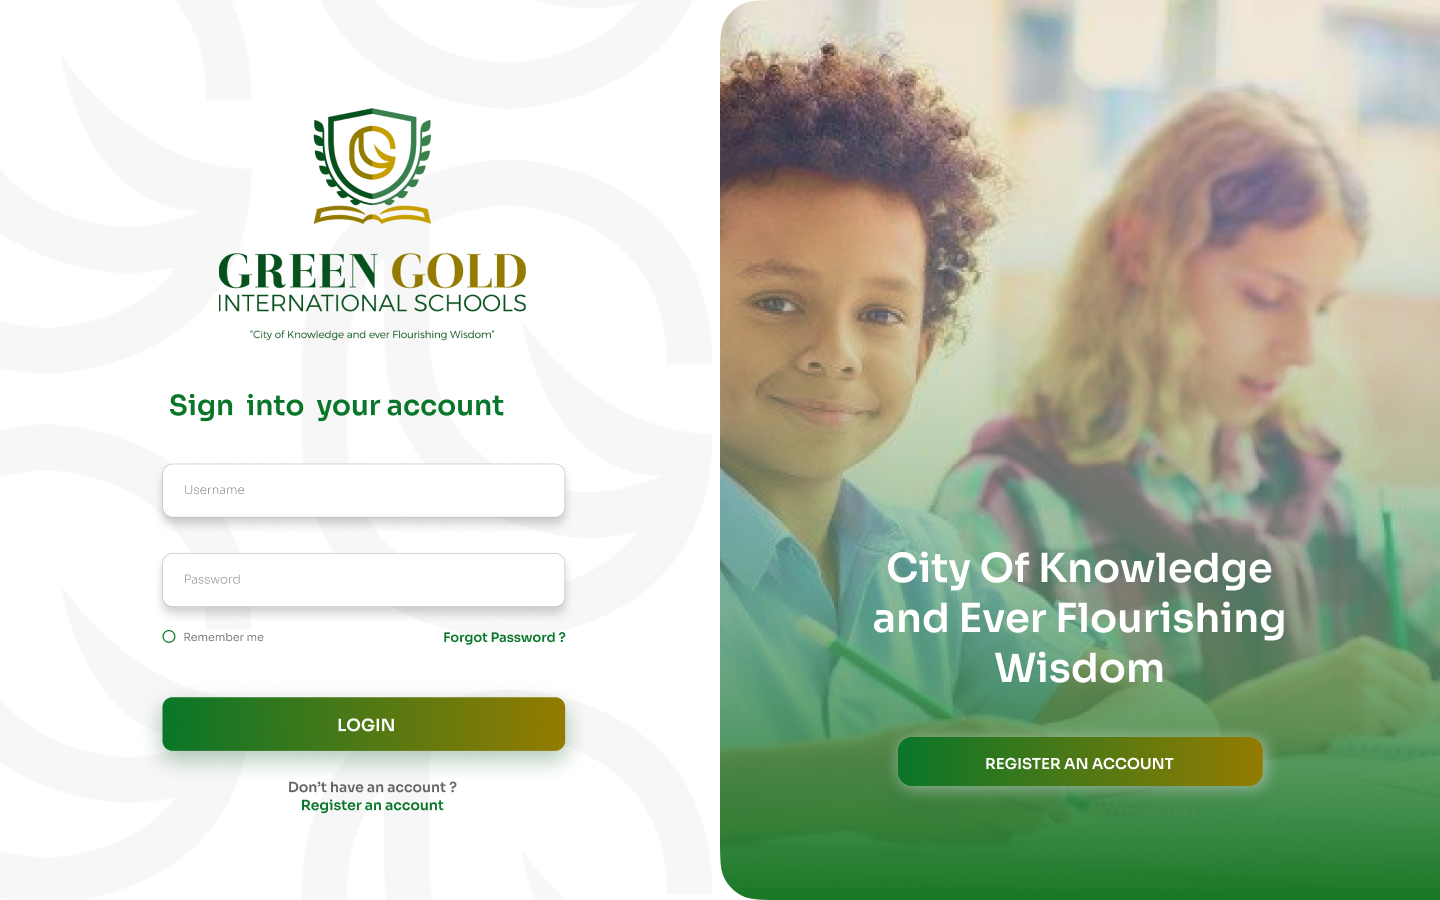 GREEN GOLD
INTERNATIONAL SCHOOLS
"City of Knowledge and ever Flourishing Wisdom"
Sign into your account
Username
Password
Remember me
Forgot Password ?
LOGIN
Don't have an account ?
Register an account
City Of Knowledge
and Ever Flourishing
Wisdom
REGISTER AN ACCOUNT